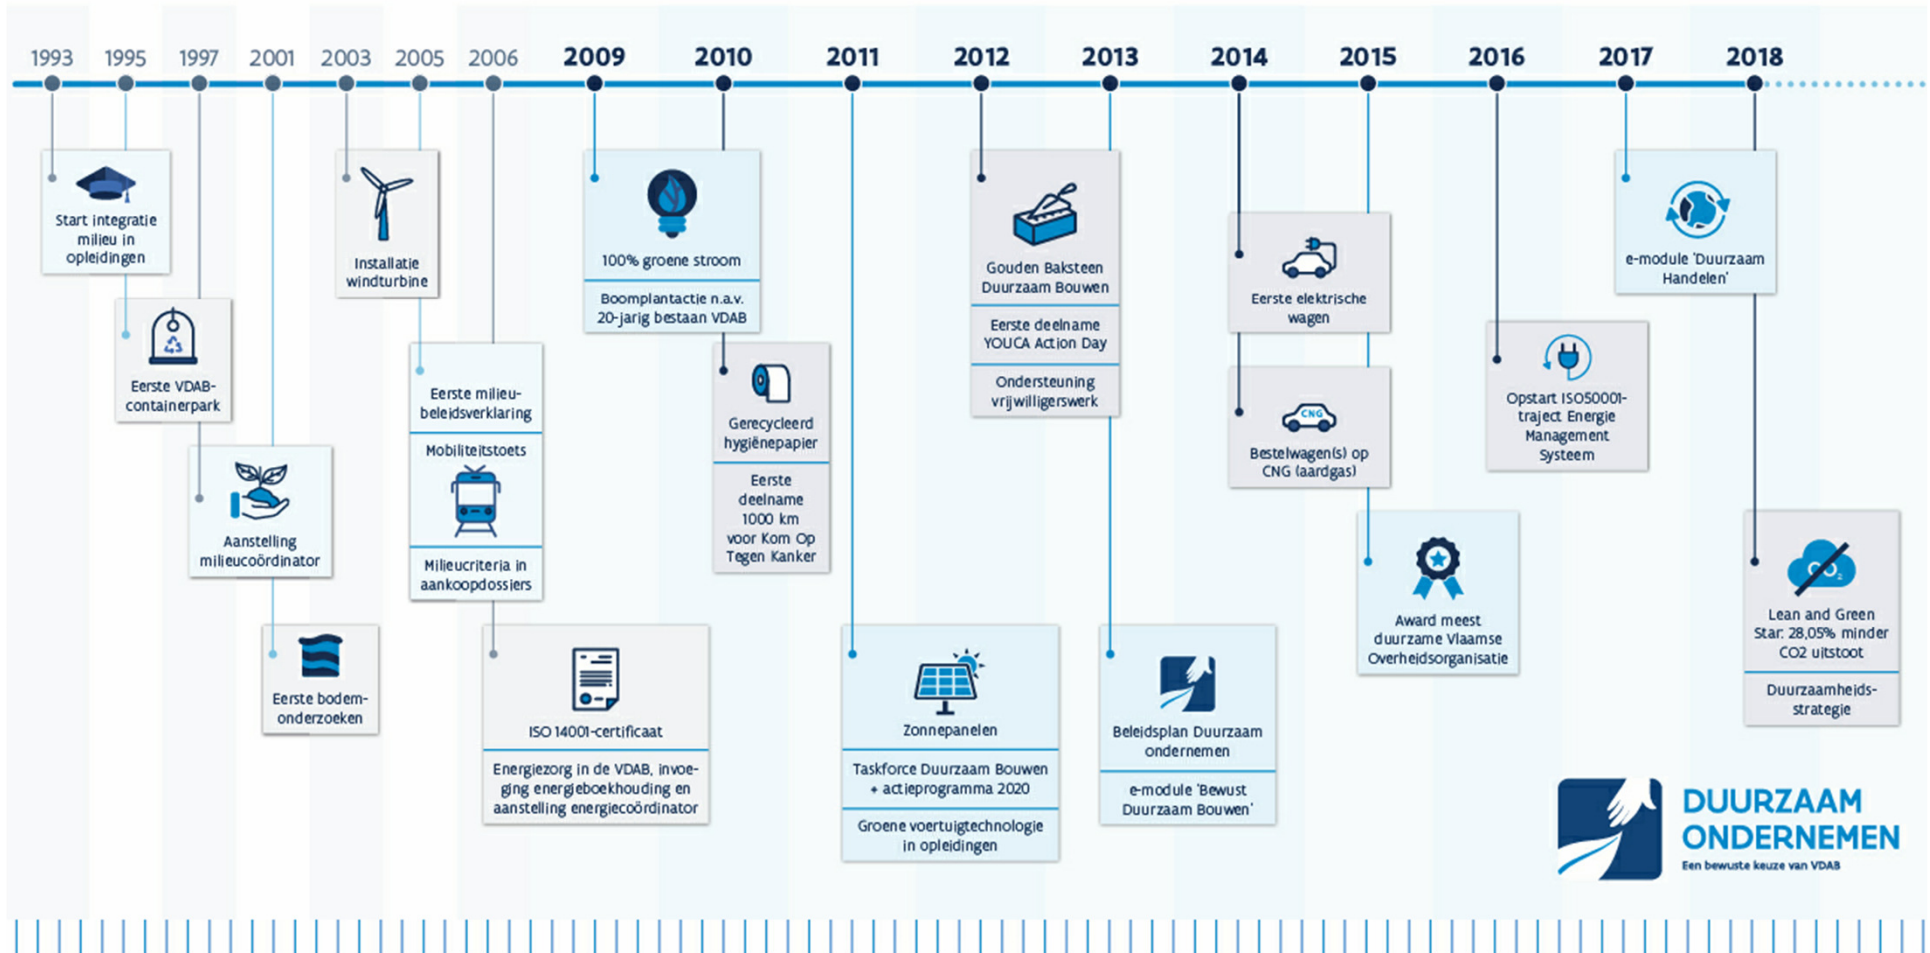 1993 1995 1997 2001 2003 2005 2006 2009 2010 2011 2012 2013 2014 2015 2016 2017 2018
Start integratie
milieu in
opleidingen
Eerste VDAB-
containerpark
Aanstelling
milieucoördinator
Eerste bodem-
onderzoeken
Installatie
windturbine
Eerste milieu-
beleidsverklaring
Mobiliteitstoets
Milieucriteria in
aankoopdossiers
ISO 14001-certificaat
Energiezorg in de VDAB, invoe-
ging energieboekhouding en
aanstelling energiecoördinator
100% groene stroom
Boomplantactie n.a.v.
20-jarig bestaan VDAB
Gerecycleerd
hygiënepapier
Eerste
deelname
1000 km
voor Kom Op
Tegen Kanker
Zonnepanelen
Taskforce Duurzaam Bouwen
+ actieprogramma 2020
Groene voertuigtechnologie
in opleidingen
Gouden Baksteen
Duurzaam Bouwen
Eerste deelname
YOUCA Action Day
Ondersteuning
vrijwilligerswerk
Beleidsplan Duurzaam
ondernemen
e-module 'Bewust
Duurzaam Bouwen'
Eerste elektrische
wagen
CNG
Bestelwagen(s) op
CNG (aardgas)
Award meest
duurzame Vlaamse
Overheidsorganisatie
Opstart ISO50001-
traject Energie
Management
Systeem
e-module 'Duurzaam
Handelen'
CO2
Lean and Green
Star: 28,05% minder
CO2 uitstoot
Duurzaamheids-
strategie
DUURZAAM
ONDERNEMEN
Een bewuste keuze van VDAB